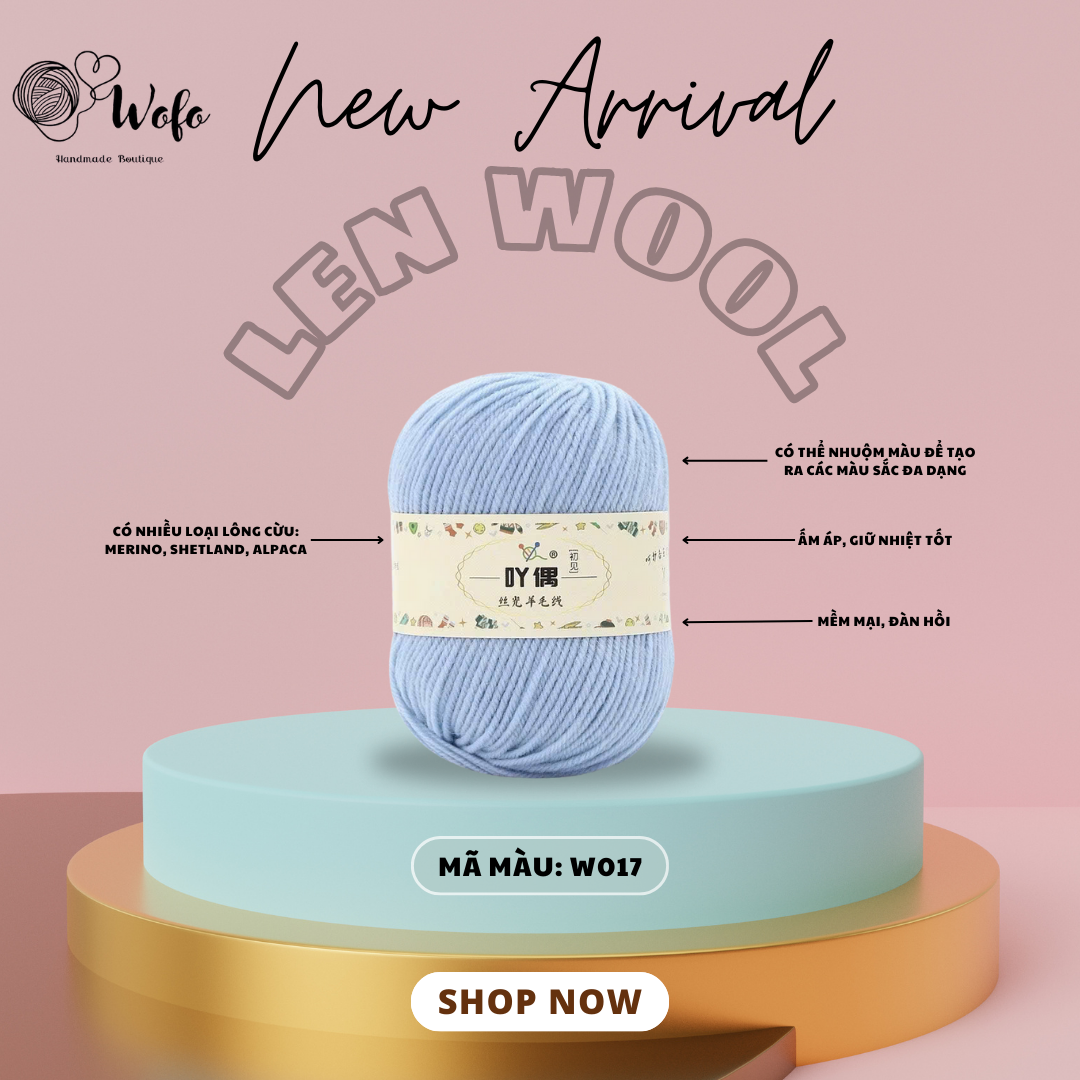 Wofo
Handmade Boutique
New Arrival
LEN WOOL
CÓ THỂ NHUỘM MÀU ĐỂ TẠO
RA CÁC MÀU SẮC ĐA DẠNG
CÓ NHIỀU LOẠI LÔNG CỪU:
MERINO, SHETLAND, ALPACA
ẤM ÁP, GIỮ NHIỆT TỐT
MỀM MẠI, ĐÀN HỒI
®
[初见]
吖偶
丝光羊毛线
MÃ MÀU: W017
SHOP NOW